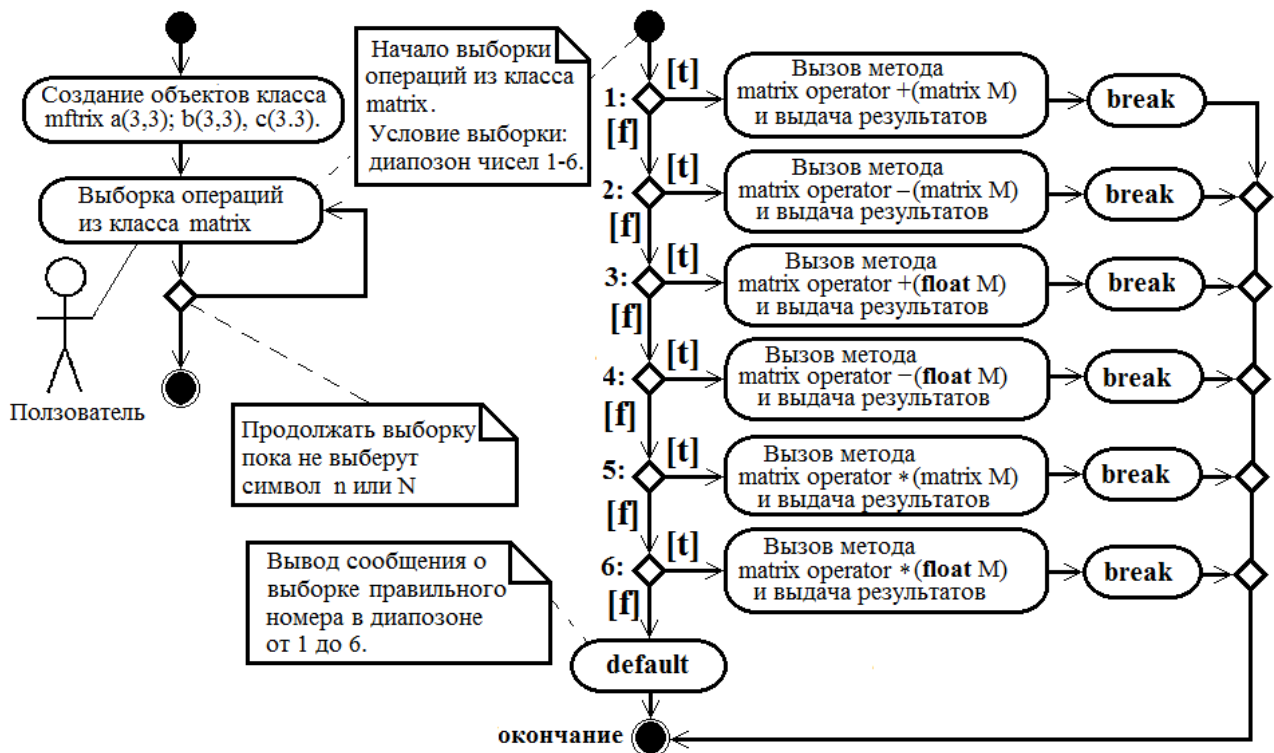 Создание объектов класса
mftrix a(3,3); b(3,3), c(3.3).
Выборка операций
из класса matrix
Ползователь
Начало выборки
операций из класса
matrix.
Условие выборки:
диапозон чисел 1-6.
Продолжать выборку
пока не выберут
символ n или N
Вывод сообщения о
выборке правильного
номера в диапозоне
от 1 до 6.
1:
[t]
[f]
Вызов метода
matrix operator +(matrix M)
и выдача результатов
break
2:
[t]
[f]
Вызов метода
matrix operator −(matrix M)
и выдача результатов
break
3:
[t]
[f]
Вызов метода
matrix operator +(float M)
и выдача результатов
break
4:
[t]
[f]
Вызов метода
matrix operator −(float M)
и выдача результатов
break
5:
[t]
[f]
Вызов метода
matrix operator *(matrix M)
и выдача результатов
break
6:
[t]
[f]
Вызов метода
matrix operator *(float M)
и выдача результатов
break
default
окончание